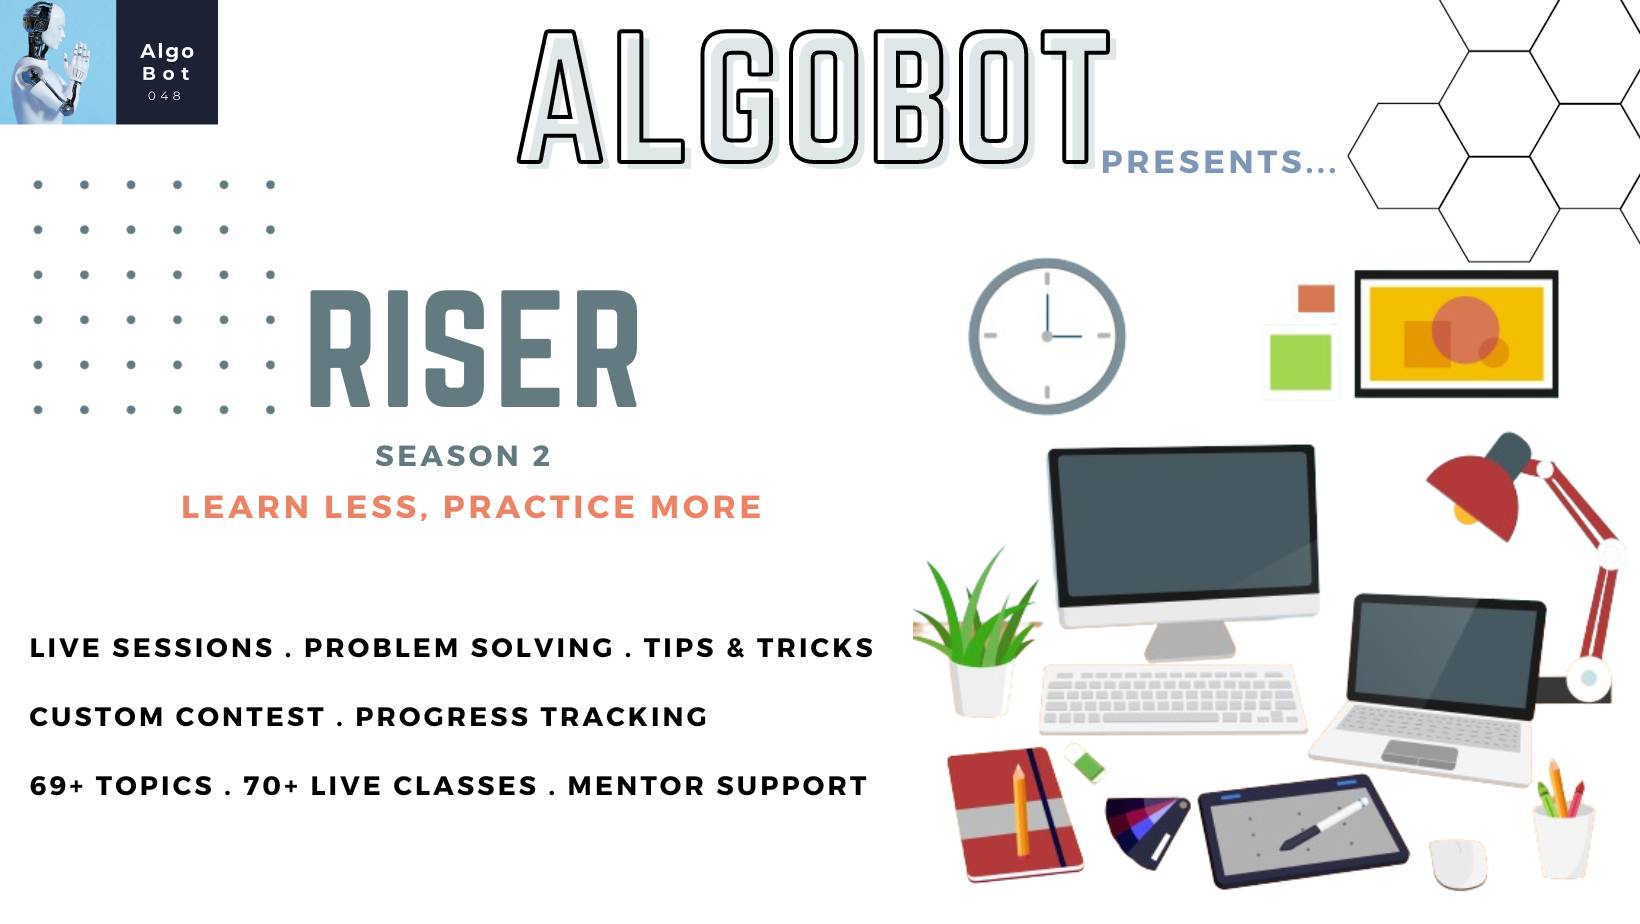 Algo
Bot
048
ALGOBOT
PRESENTS...
RISER
SEASON 2
LEARN LESS, PRACTICE MORE
LIVE SESSIONS . PROBLEM SOLVING . TIPS & TRICKS
CUSTOM CONTEST . PROGRESS TRACKING
69+ TOPICS . 70+ LIVE CLASSES . MENTOR SUPPORT